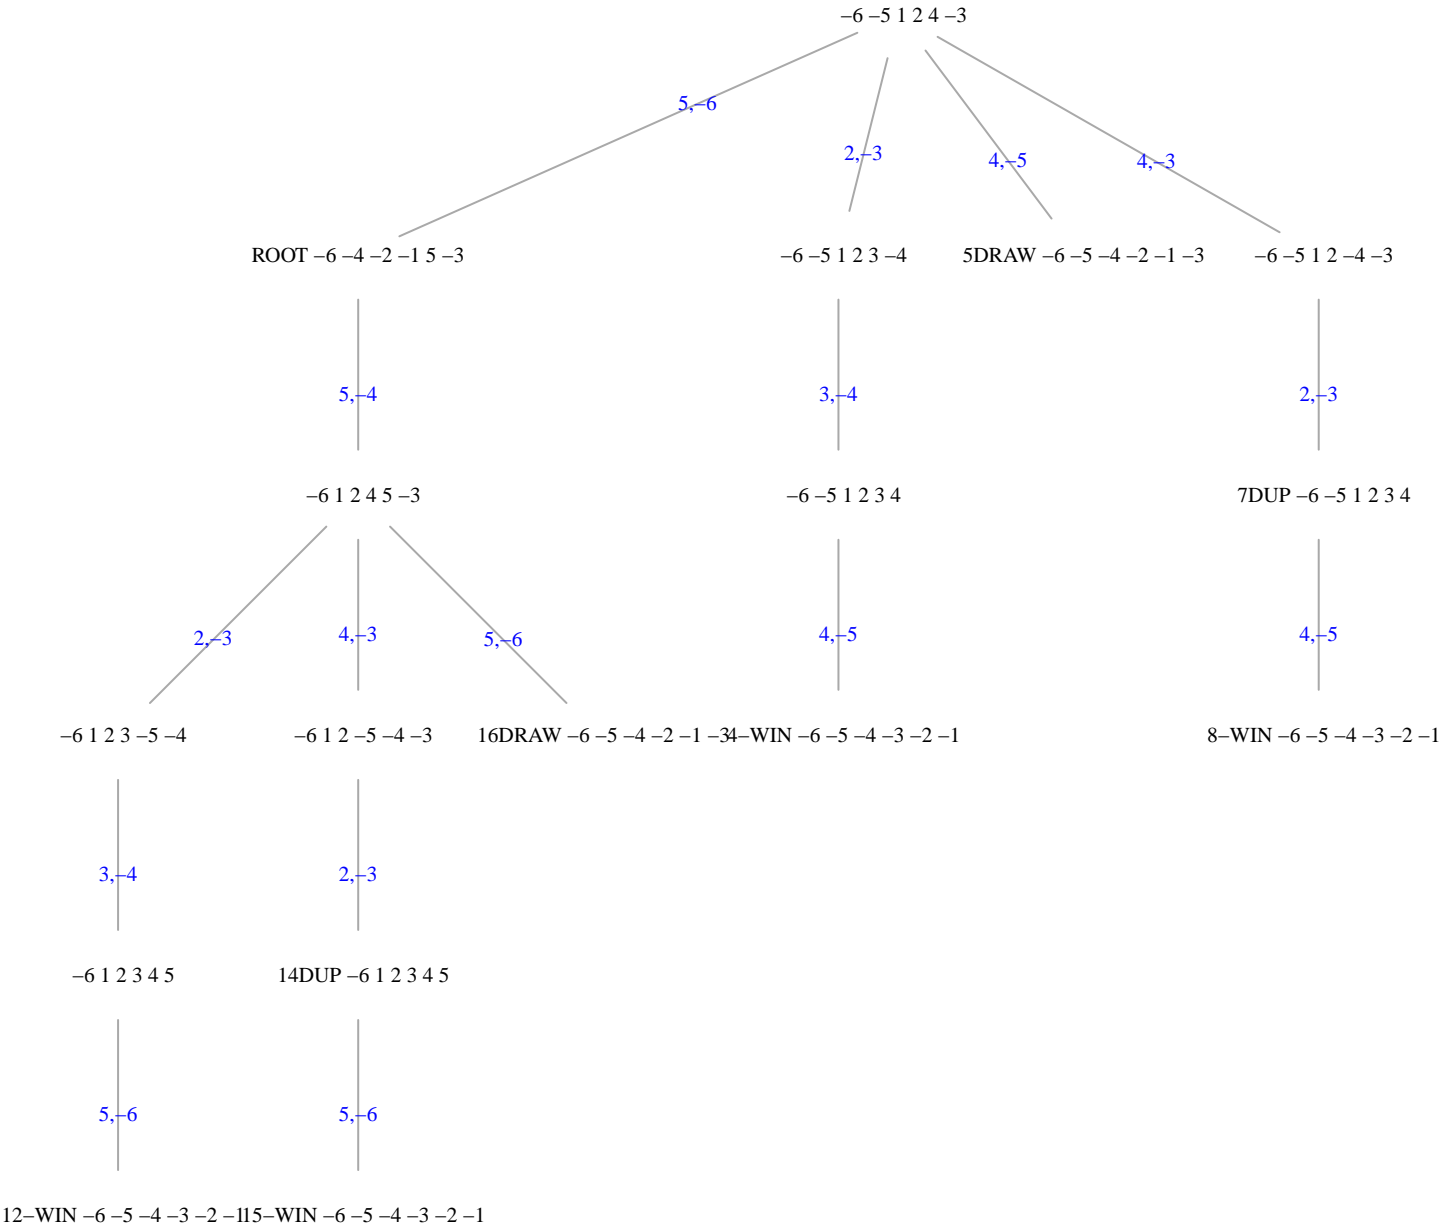 –6 –5 1 2 4 –3
5,–6
2,–3
4,–5
4,–3
ROOT –6 –4 –2 –1 5 –3
–6 –5 1 2 3 –4
5DRAW –6 –5 –4 –2 –1 –3
–6 –5 1 2 –4 –3
5,–4
3,–4
2,–3
–6 1 2 4 5 –3
–6 –5 1 2 3 4
7DUP –6 –5 1 2 3 4
2,–3
4,–3
5,–6
4,–5
4,–5
–6 1 2 3 –5 –4
–6 1 2 –5 –4 –3
16DRAW –6 –5 –4 –2 –1 –3
4–WIN –6 –5 –4 –3 –2 –1
8–WIN –6 –5 –4 –3 –2 –1
3,–4
2,–3
–6 1 2 3 4 5
14DUP –6 1 2 3 4 5
5,–6
5,–6
12–WIN –6 –5 –4 –3 –2 –1
15–WIN –6 –5 –4 –3 –2 –1